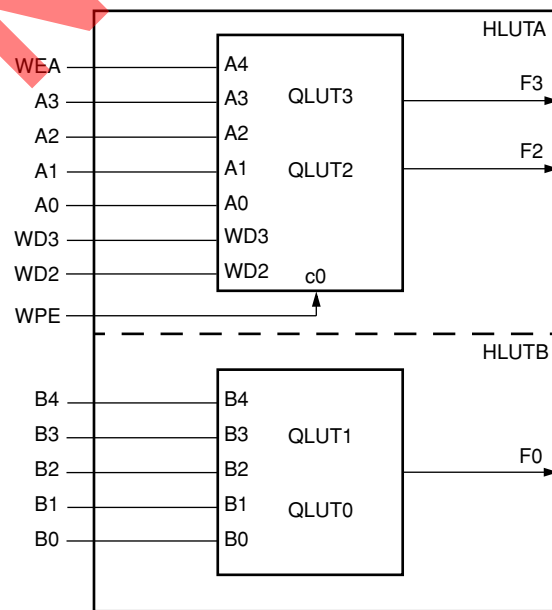 HLUTA
WEA A4
A3 A3 QLUT3 F3
A2 A2
A1 A1 QLUT2 F2
A0 A0
WD3 WD3
WD2 WD2
c0
WPE
HLUTB
B4 B4
B3 B3 QLUT1
B2 B2 F0
B1 B1 QLUT0
B0 B0